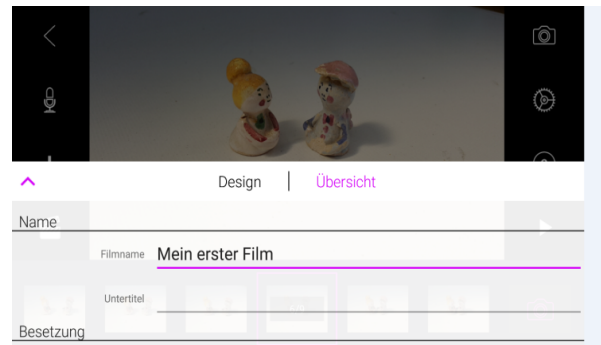 Design | Übersicht
Name
Filmname Mein erster Film
Untertitel
Besetzung